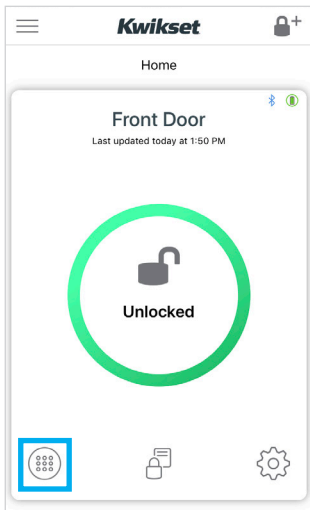 Kwikset
Home
Front Door
Last updated today at 1:50 PM
Unlocked